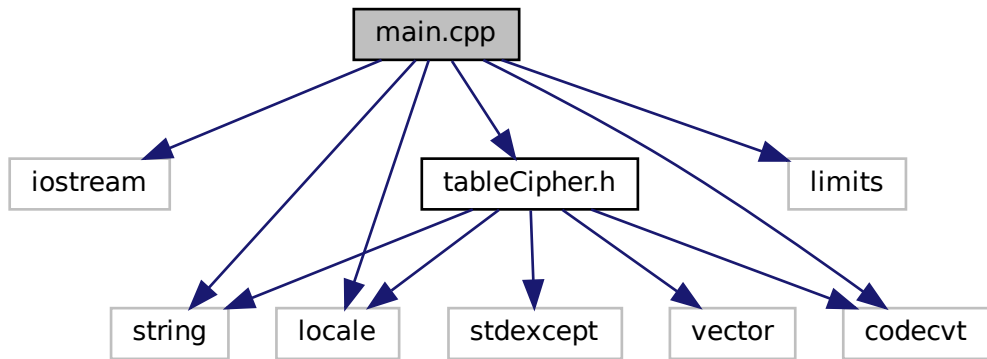 main.cpp
iostream
tableCipher.h
limits
string
locale
stdexcept
vector
codecvt